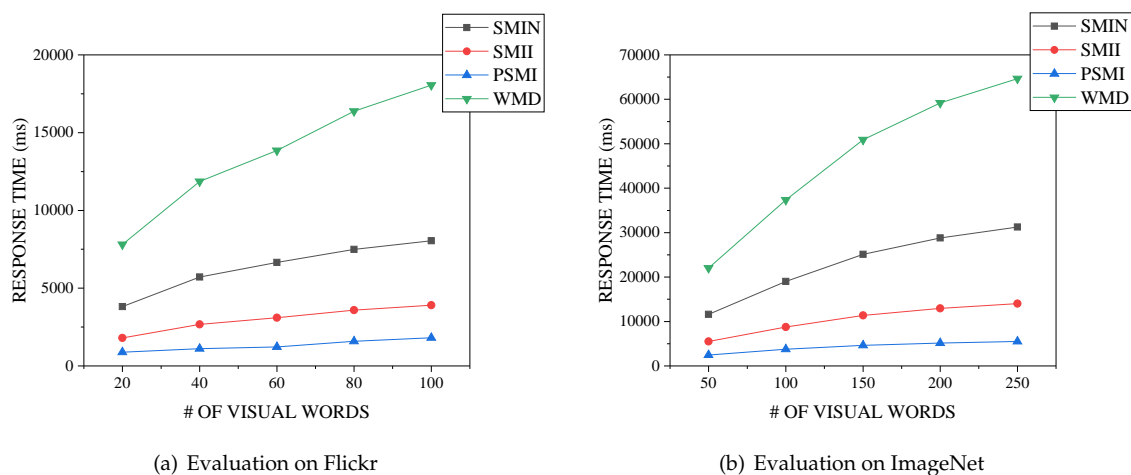 SMIN
SMII
PSMI
WMD
20000
15000
10000
5000
0
RESPONSE TIME (ms)
20 40 60 80 100
# OF VISUAL WORDS
(a) Evaluation on Flickr
SMIN
SMII
PSMI
WMD
70000
60000
50000
40000
30000
20000
10000
0
RESPONSE TIME (ms)
50 100 150 200 250
# OF VISUAL WORDS
(b) Evaluation on ImageNet